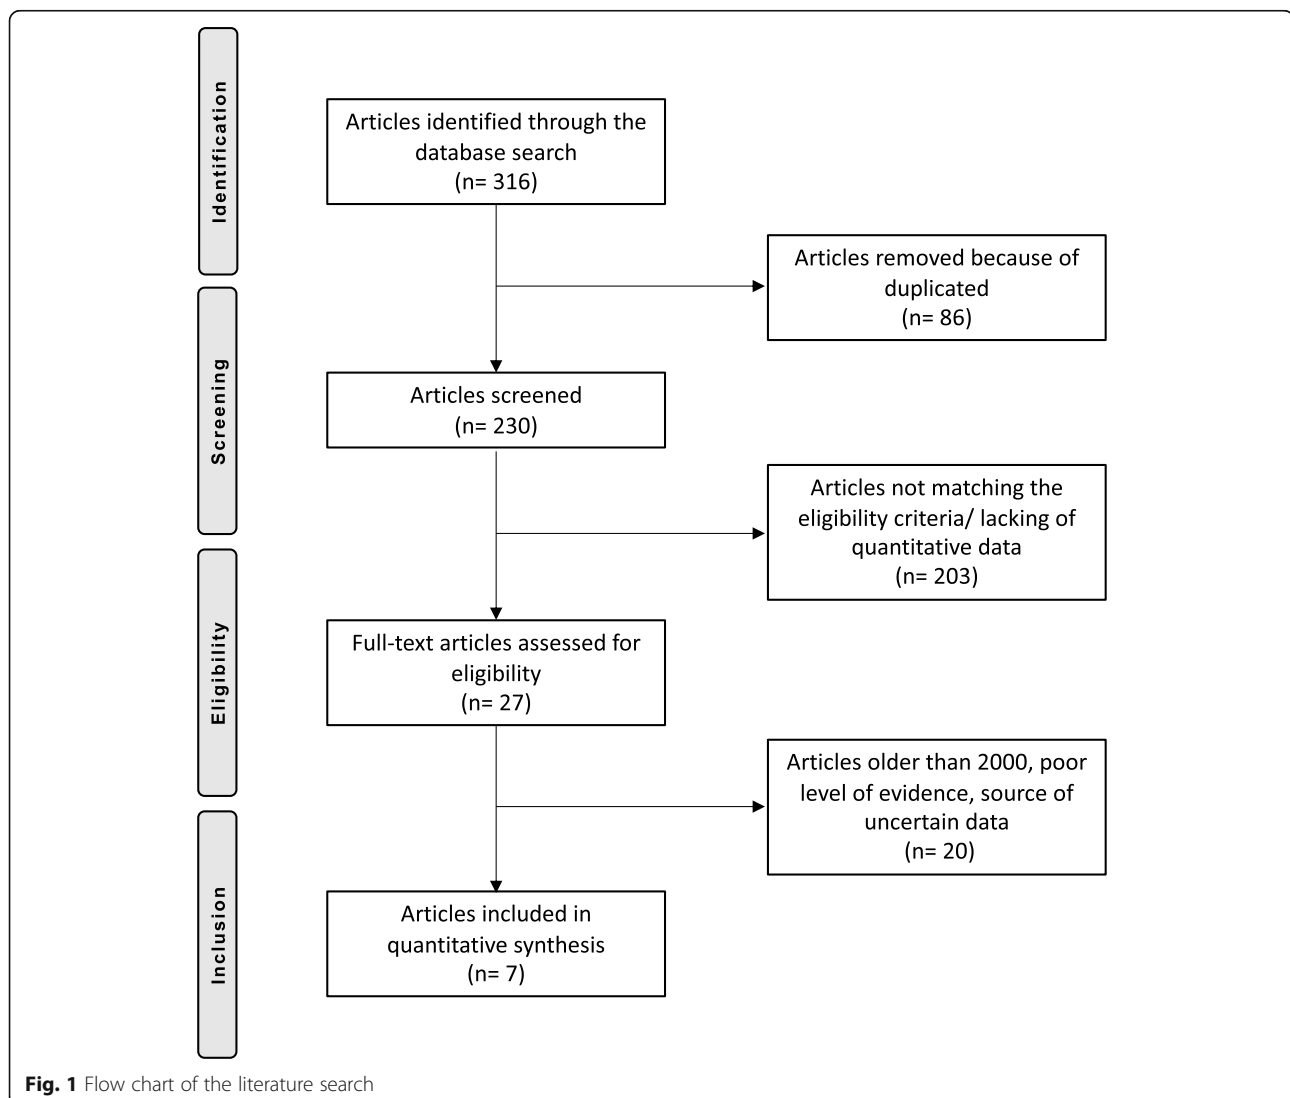 Identification
Articles identified through the
database search
(n= 316)
Articles removed because of
duplicated
(n= 86)
Screening
Articles screened
(n= 230)
Articles not matching the
eligibility criteria/ lacking of
quantitative data
(n= 203)
Eligibility
Full-text articles assessed for
eligibility
(n= 27)
Articles older than 2000, poor
level of evidence, source of
uncertain data
(n= 20)
Inclusion
Articles included in
quantitative synthesis
(n= 7)
Fig. 1 Flow chart of the literature search